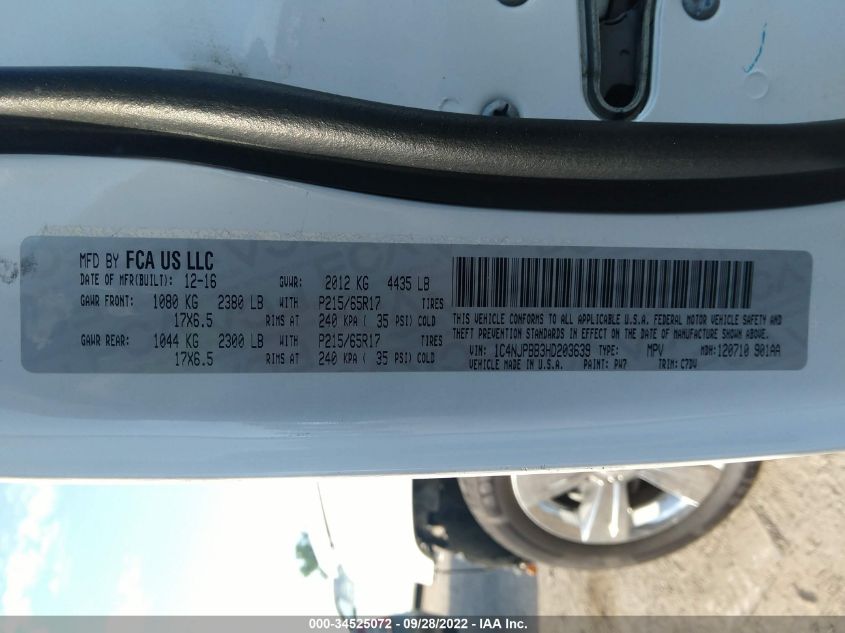 MFD BY FCA US LLC
DATE OF MFR(BUILT): 12-16 GVWR: 2012 KG 4435 LB
GAWR FRONT: 1080 KG 2380 LB WITH P215/65R17 TIRES
17X6.5 RIMS AT 240 KPA ( 35 PSI) COLD
GAWR REAR: 1044 KG 2300 LB WITH P215/65R17 TIRES
17X6.5 RIMS AT 240 KPA ( 35 PSI) COLD
THIS VEHICLE CONFORMS TO ALL APPLICABLE U.S.A. FEDERAL MOTOR VEHICLE SAFETY AND
THEFT PREVENTION STANDARDS IN EFFECT ON THE DATE OF MANUFACTURE SHOWN ABOVE.
VIN: 1C4NJPBB3HD203639 TYPE: MPV MDH: 120710 901AA
VEHICLE MADE IN U.S.A. PAINT: PW7 TRIM: C7DV
000-34525072 - 09/28/2022 - IAA Inc.